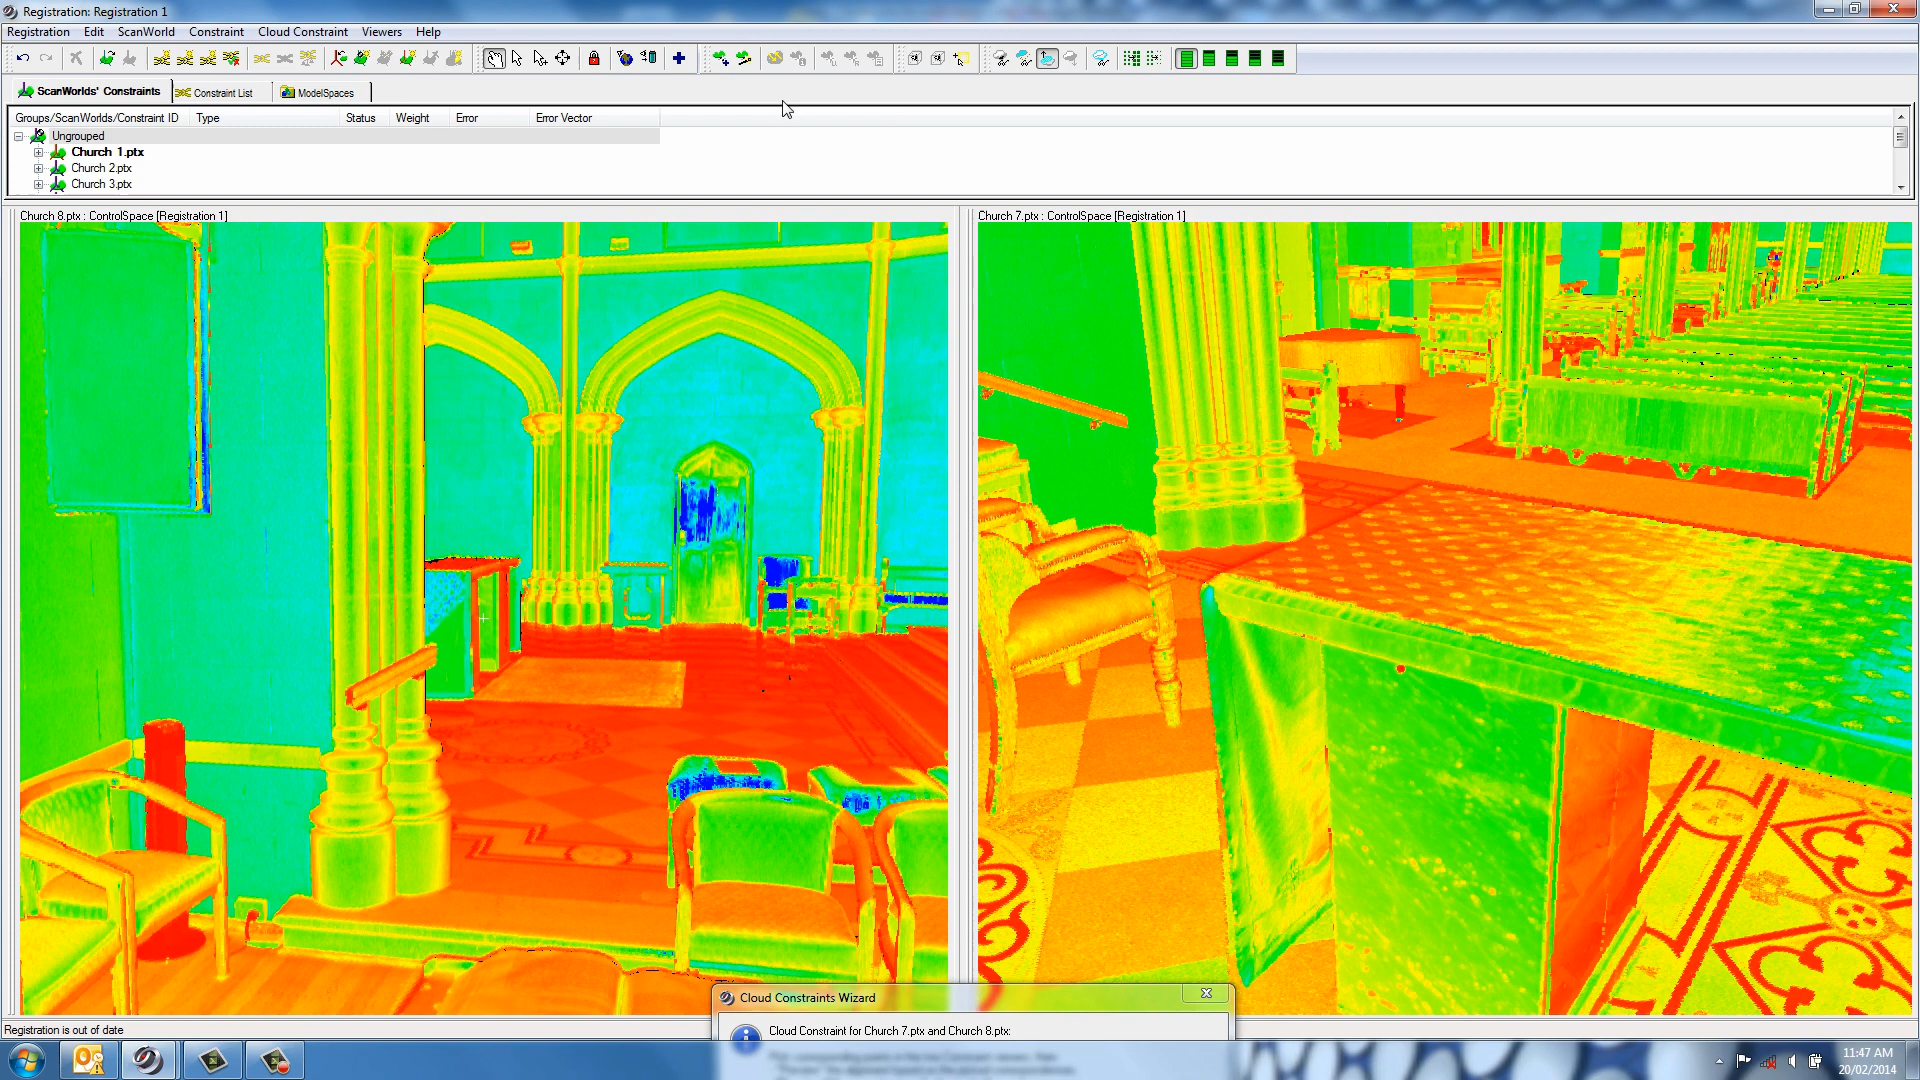 Registration: Registration 1
Registration Edit ScanWorld Constraint Cloud Constraint Viewers Help
ScanWorlds' Constraints Constraint List ModelSpaces
Groups/ScanWorlds/Constraint ID Type Status Weight Error Error Vector
Ungrouped
Church 1.ptx
Church 2.ptx
Church 3.ptx
Church 8.ptx : ControlSpace [Registration 1] Church 7.ptx : ControlSpace [Registration 1]
Cloud Constraints Wizard
Cloud Constraint for Church 7.ptx and Church 8.ptx:
Registration is out of date
11:47 AM
20/02/2014